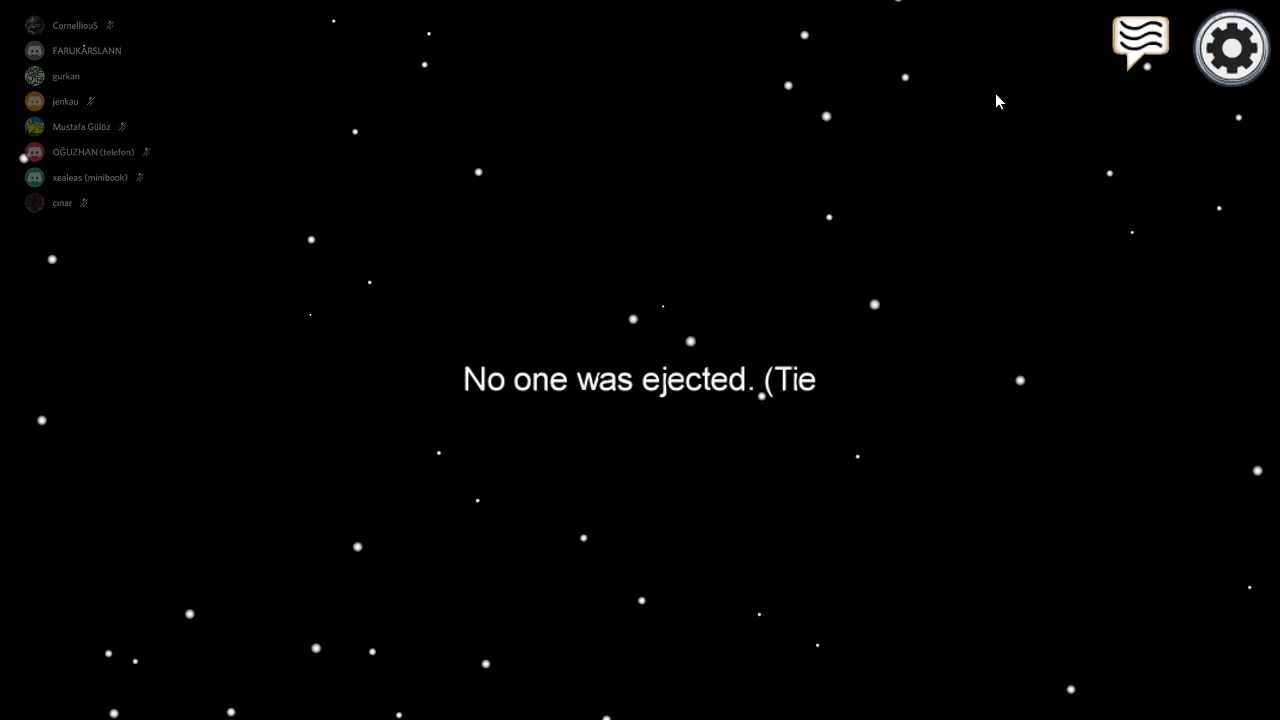 CornelliouS
FARUKARSLANN
gurkan
jenkau
Mustafa Gülöz
OĞUZHAN (telefon)
xealeas (minibook)
çınar
No one was ejected. (Tie